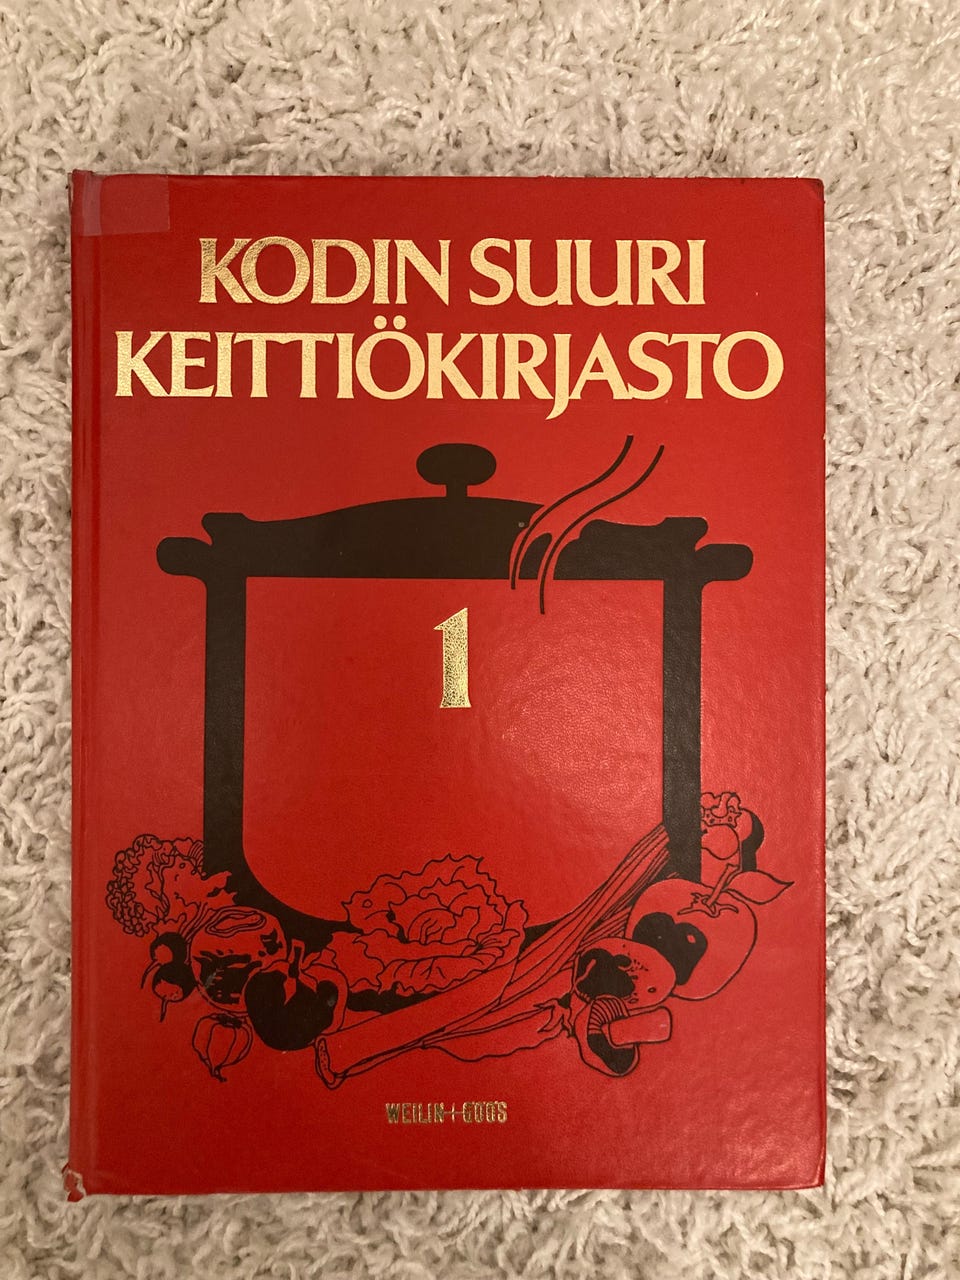 KODIN SUURI
KEITTIÖKIRJASTO
1
WEILIN+GÖÖS